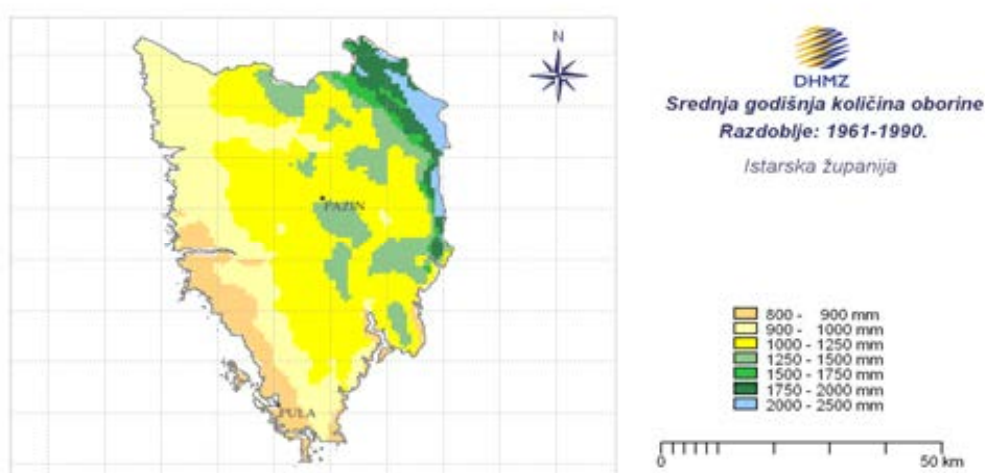 N
DHMZ
Srednja godišnja količina oborine
Razdoblje: 1961-1990.
Istarska županija
PAZIN
PULA
800 - 900 mm
900 - 1000 mm
1000 - 1250 mm
1250 - 1500 mm
1500 - 1750 mm
1750 - 2000 mm
2000 - 2500 mm
0 50 km